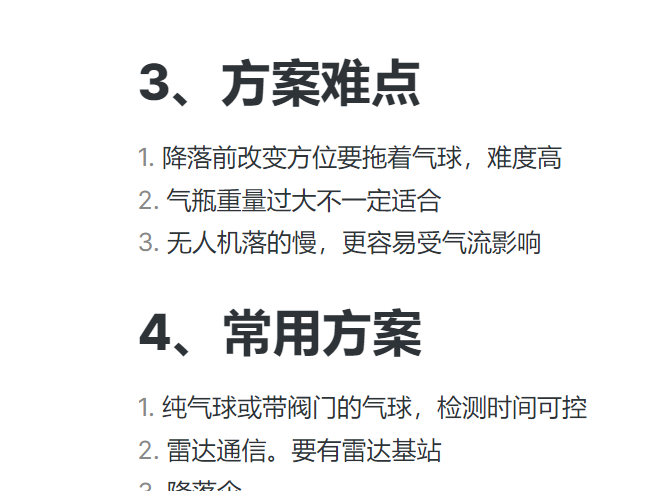 3、方案难点
1. 降落前改变方位要拖着气球，难度高
2. 气瓶重量过大不一定适合
3. 无人机落的慢，更容易受气流影响
4、常用方案
1. 纯气球或带阀门的气球，检测时间可控
2. 雷达通信。要有雷达基站
3. 降落伞